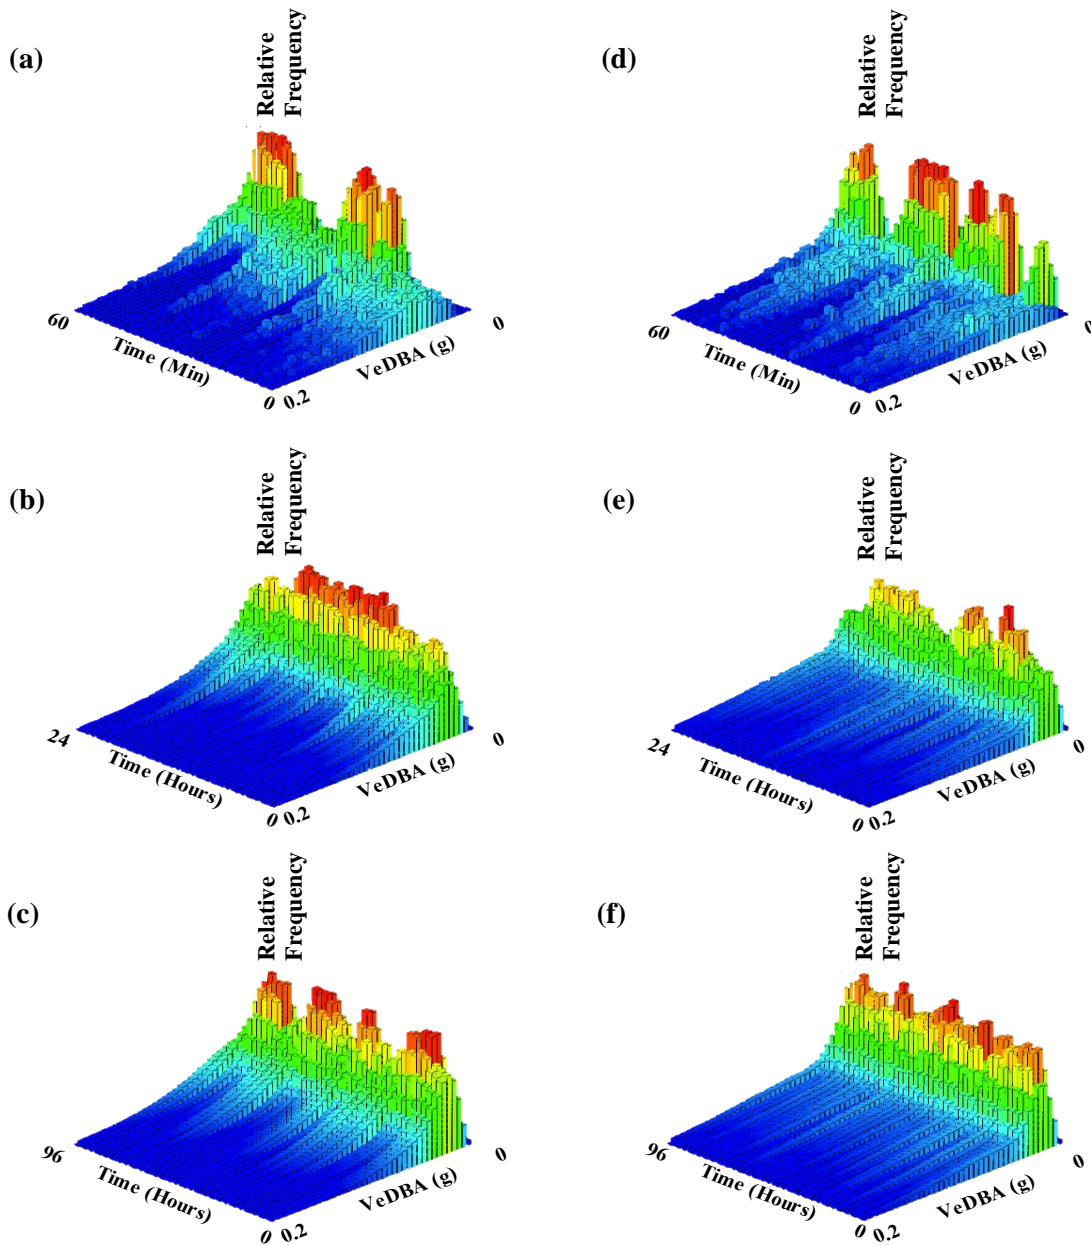 (a)
Relative
Frequency
60
Time (Min)
0
0.2
VeDBA (g)
0
(d)
Relative
Frequency
60
Time (Min)
0
0.2
VeDBA (g)
0
(b)
Relative
Frequency
24
Time (Hours)
0
0.2
VeDBA (g)
0
(e)
Relative
Frequency
24
Time (Hours)
0
0.2
VeDBA (g)
0
(c)
Relative
Frequency
96
Time (Hours)
0
0.2
VeDBA (g)
0
(f)
Relative
Frequency
96
Time (Hours)
0
0.2
VeDBA (g)
0